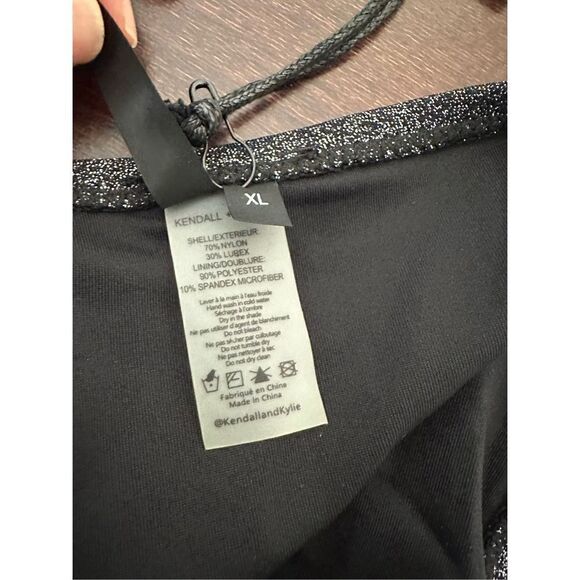 XL
KENDALL +
SHELL/EXTERIEUR
70% NYLON
30% LUREX
LINING/DOUBLURE:
90% POLYESTER
10% SPANDEX MICROFIBER
Laver à la main à l'eau froide
Hand wash in cold water
Séchage à l'ombre
Dry in the shade
Ne pas utiliser d'agent de blanchiment
Do not bleach
Ne pas sécher par culbutage
Do not tumble dry
Ne pas nettoyer à sec
Do not dry clean
Fabriqué en China
Made in China
@KendallandKylie